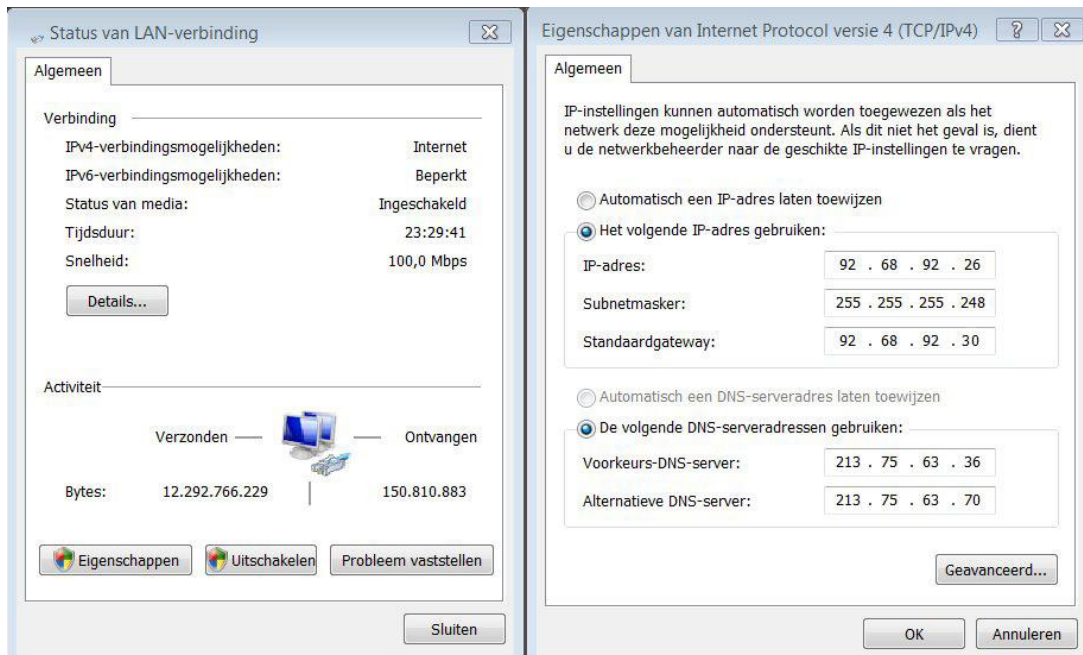 Status van LAN-verbinding
Algemeen
Verbinding
IPv4-verbindingsmogelijkheden: Internet
IPv6-verbindingsmogelijkheden: Beperkt
Status van media: Ingeschakeld
Tijdsduur: 23:29:41
Snelheid: 100,0 Mbps
Details...
Activiteit
Verzonden Ontvangen
Bytes: 12.292.766.229 150.810.883
Eigenschappen Uitschakelen Probleem vaststellen
Sluiten
Eigenschappen van Internet Protocol versie 4 (TCP/IPv4)
Algemeen
IP-instellingen kunnen automatisch worden toegewezen als het
netwerk deze mogelijkheid ondersteunt. Als dit niet het geval is, dient
u de netwerkbeheerder naar de geschikte IP-instellingen te vragen.
Automatisch een IP-adres laten toewijzen
Het volgende IP-adres gebruiken:
IP-adres: 92 . 68 . 92 . 26
Subnetmasker: 255 . 255 . 255 . 248
Standaardgateway: 92 . 68 . 92 . 30
Automatisch een DNS-serveradres laten toewijzen
De volgende DNS-serveradressen gebruiken:
Voorkeurs-DNS-server: 213 . 75 . 63 . 36
Alternatieve DNS-server: 213 . 75 . 63 . 70
Geavanceerd...
OK Annuleren